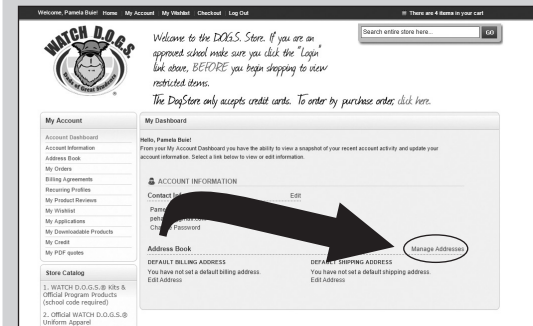 Welcome, Pamela Buie! Home My Account My Wishlist Checkout Log Out
There are 4 items in your cart
WATCH D.O.G.S.
Dads of Great Students
®
Welcome to the D.O.G.S. Store. If you are an
approved school make sure you click the "Login"
link above, BEFORE you begin shopping to view
restricted items.
The DogStore only accepts credit cards. To order by purchase order, click here.
Search entire store here...
GO
My Account
Account Dashboard
Account Information
Address Book
My Orders
Billing Agreements
Recurring Profiles
My Product Reviews
My Wishlist
My Applications
My Downloadable Products
My Credit
My PDF quotes
Store Catalog
1. WATCH D.O.G.S.® Kits &
Official Program Products
(school code required)
2. Official WATCH D.O.G.S.®
Uniform Apparel
My Dashboard
Hello, Pamela Buie!
From your My Account Dashboard you have the ability to view a snapshot of your recent account activity and update your
account information. Select a link below to view or edit information.
ACCOUNT INFORMATION
Contact Edit
Password
Address Book
Manage Addresses
DEFAULT BILLING ADDRESS
You have not set a default billing address.
Edit Address
DEFAULT SHIPPING ADDRESS
You have not set a default shipping address.
Edit Address